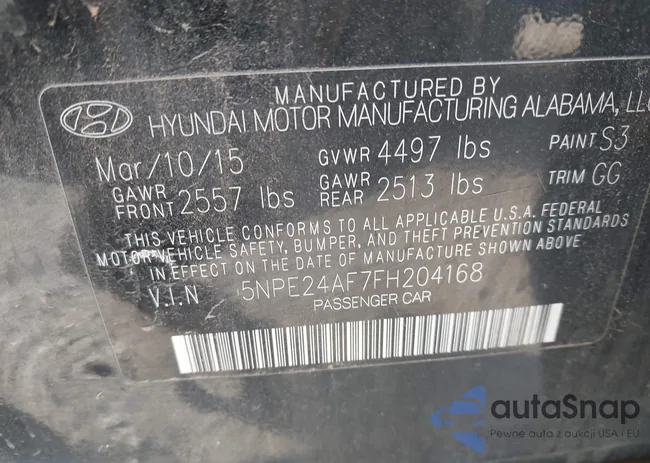 MANUFACTURED BY
HYUNDAI MOTOR MANUFACTURING ALABAMA, LLC
Mar/10/15 GVWR 4497 lbs PAINT S3
GAWR FRONT 2557 lbs GAWR REAR 2513 lbs TRIM GG
THIS VEHICLE CONFORMS TO ALL APPLICABLE U.S.A. FEDERAL
MOTOR VEHICLE SAFETY, BUMPER, AND THEFT PREVENTION STANDARDS
IN EFFECT ON THE DATE OF MANUFACTURE SHOWN ABOVE.
V.I.N 5NPE24AF7FH204168
PASSENGER CAR
autaSnap
Pewne auta z aukcji USA i EU